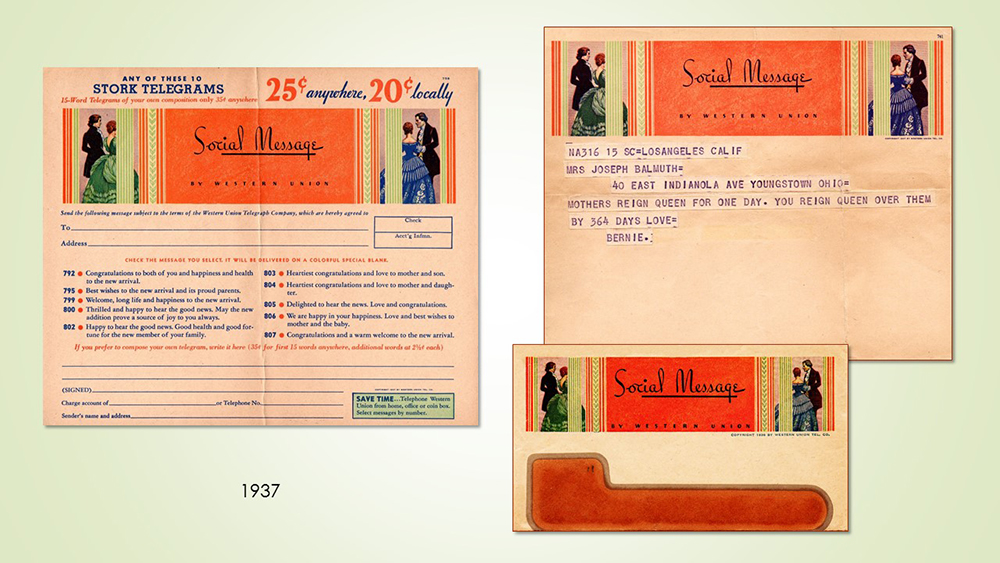 ANY OF THESE 10
STORK TELEGRAMS
15-Word Telegrams of your own composition only 35¢ anywhere
25¢ anywhere, 20¢ locally
Social Message
BY WESTERN UNION
Send the following message subject to the terms of the Western Union Telegraph Company, which are hereby agreed to
To
Address
Check
Acct'g Infmn.
CHECK THE MESSAGE YOU SELECT, IT WILL BE DELIVERED ON A COLORFUL SPECIAL BLANK.
792 Congratulations to both of you and happiness and health
to the new arrival.
795 Best wishes to the new arrival and its proud parents.
799 Welcome, long life and happiness to the new arrival.
800 Thrilled and happy to hear the good news. May the new
addition prove a source of joy to you always.
802 Happy to hear the good news. Good health and good for-
tune for the new member of your family.
803 Heartiest congratulations and love to mother and son.
804 Heartiest congratulations and love to mother and daugh-
ter.
805 Delighted to hear the news. Love and congratulations.
806 We are happy in your happiness. Love and best wishes to
mother and the baby.
807 Congratulations and a warm welcome to the new arrival.
If you prefer to compose your own telegram, write it here (35¢ for first 15 words anywhere, additional words at 2½¢ each)
(SIGNED)
Charge account of or Telephone No.
Sender's name and address
SAVE TIME...Telephone Western
Union from home, office or coin box.
Select messages by number.
1937
Social Message
BY WESTERN UNION
NA316 15 SC=LOSANGELES CALIF
MRS JOSEPH BALMUTH=
40 EAST INDIANOLA AVE YOUNGSTOWN OHIO=
MOTHERS REIGN QUEEN FOR ONE DAY. YOU REIGN QUEEN OVER THEM
BY 364 DAYS LOVE=
BERNIE.
Social Message
BY WESTERN UNION
COPYRIGHT 1936 BY WESTERN UNION TEL. CO.